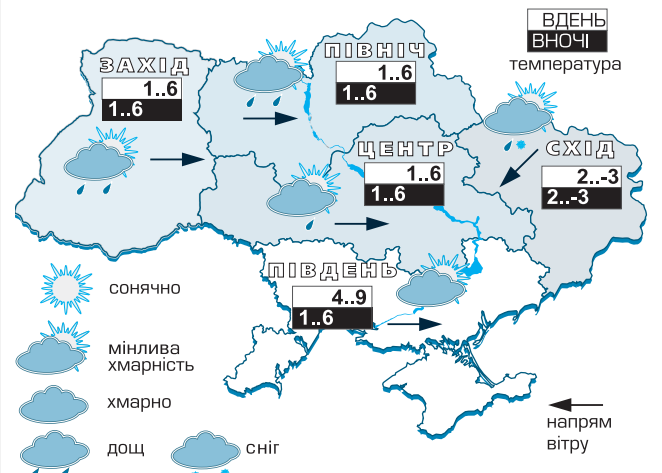 ВДЕНЬ
ВНОЧІ
температура
ЗАХІД
1..6
1..6
ПІВНІЧ
1..6
1..6
ЦЕНТР
1..6
1..6
СХІД
2..-3
2..-3
ПІВДЕНЬ
4..9
1..6
сонячно
мінлива
хмарність
хмарно
дощ
сніг
напрям
вітру